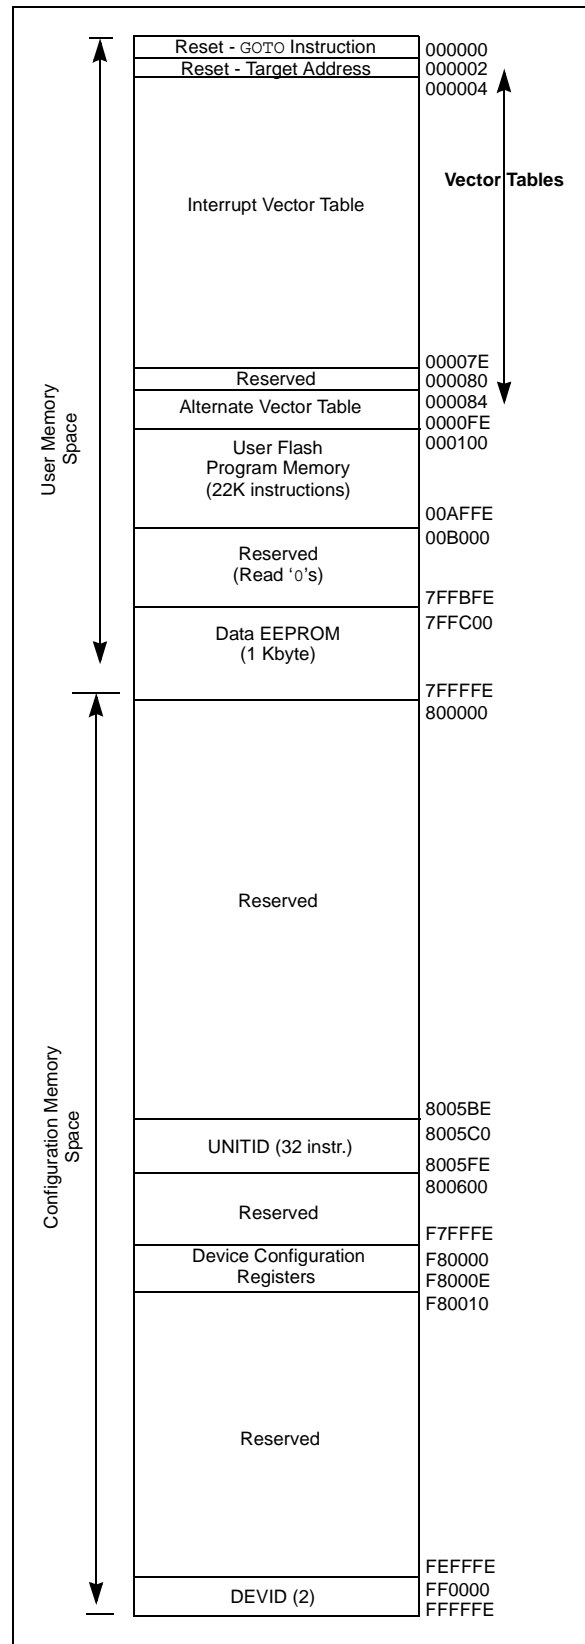 Reset - GOTO Instruction
000000
Reset - Target Address
000002
000004
Vector Tables
Interrupt Vector Table
00007E
Reserved
000080
Alternate Vector Table
000084
0000FE
User Memory
Space
User Flash
Program Memory
(22K instructions)
000100
00AFFE
00B000
Reserved
(Read ‘0’s)
7FFBFE
7FFC00
Data EEPROM
(1 Kbyte)
7FFFFE
800000
Reserved
8005BE
8005C0
UNITID (32 instr.)
8005FE
800600
Configuration Memory
Space
Reserved
F7FFFE
Device Configuration
Registers
F80000
F8000E
F80010
Reserved
FEFFFE
FF0000
DEVID (2)
FFFFFE